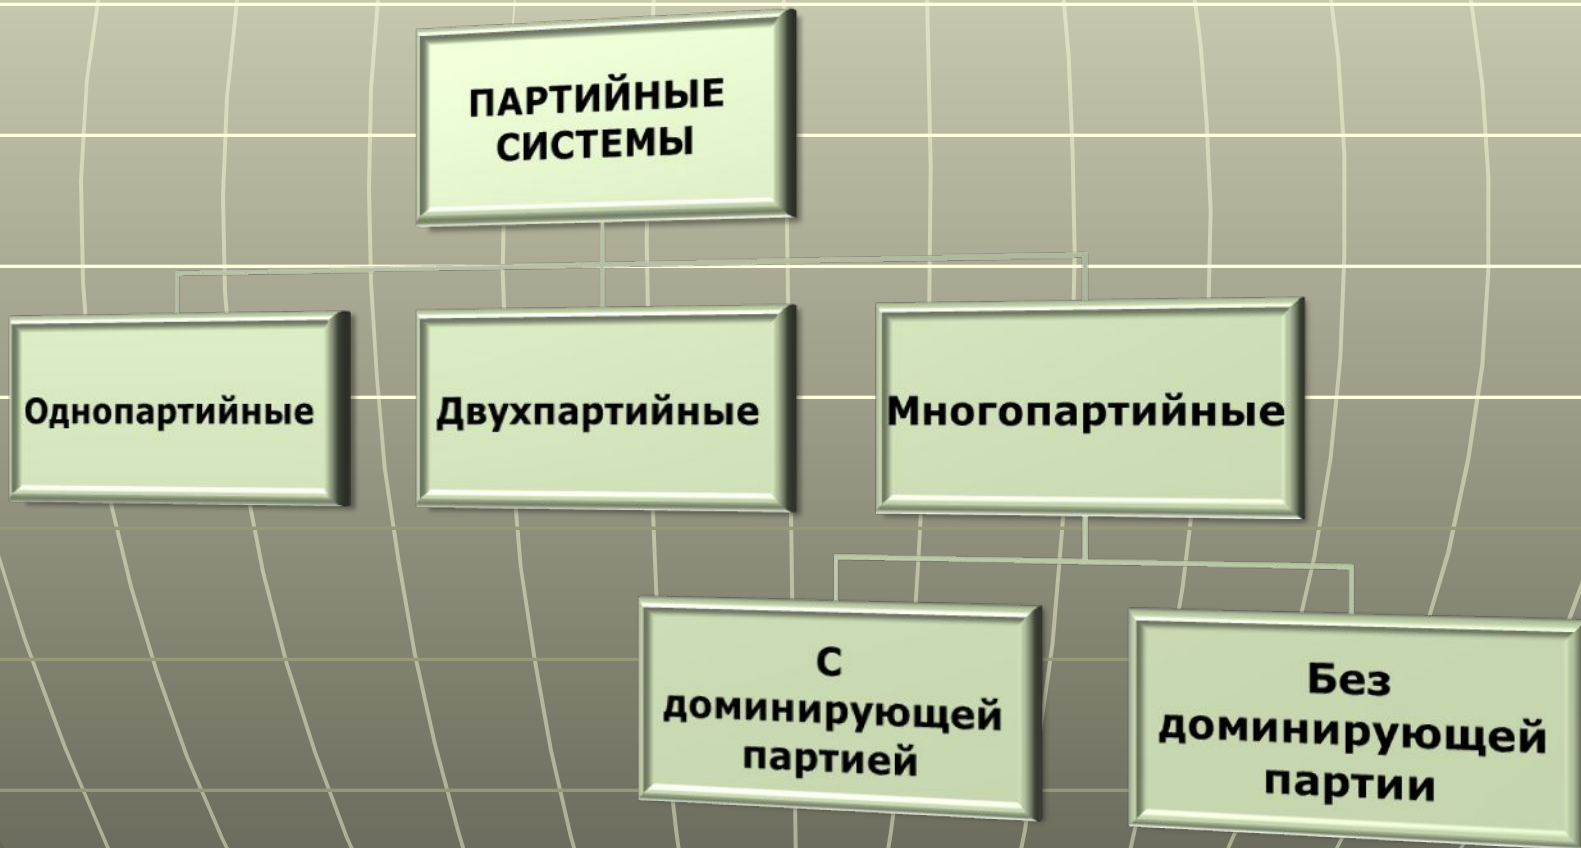 ПАРТИЙНЫЕ
СИСТЕМЫ
Однопартийные
Двухпартийные
Многопартийные
С
доминирующей
партией
Без
доминирующей
партии